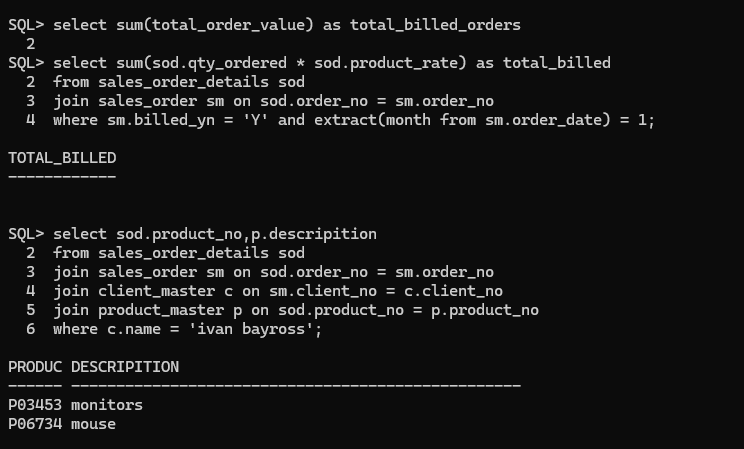 SQL> select sum(total_order_value) as total_billed_orders
  2
SQL> select sum(sod.qty_ordered * sod.product_rate) as total_billed
  2  from sales_order_details sod
  3  join sales_order sm on sod.order_no = sm.order_no
  4  where sm.billed_yn = 'Y' and extract(month from sm.order_date) = 1;
TOTAL_BILLED
------------
SQL> select sod.product_no,p.descripition
  2  from sales_order_details sod
  3  join sales_order sm on sod.order_no = sm.order_no
  4  join client_master c on sm.client_no = c.client_no
  5  join product_master p on sod.product_no = p.product_no
  6  where c.name = 'ivan bayross';
PRODUC DESCRIPITION
------ --------------------------------------------------
P03453 monitors
P06734 mouse